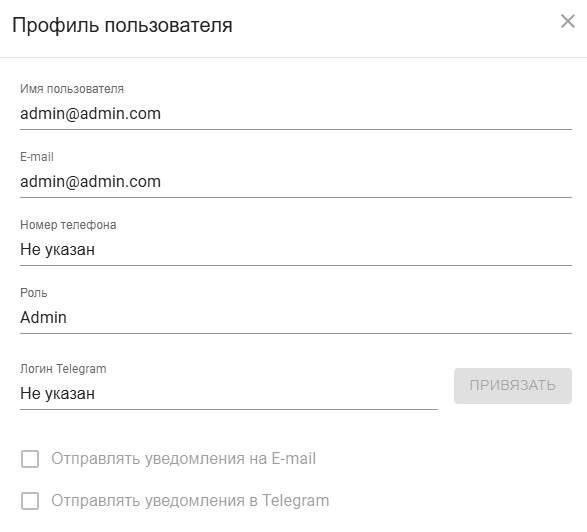 Профиль пользователя
Имя пользователя
admin@admin.com
E-mail
admin@admin.com
Номер телефона
Не указан
Роль
Admin
Логин Telegram
Не указан
ПРИВЯЗАТЬ
Отправлять уведомления на E-mail
Отправлять уведомления в Telegram